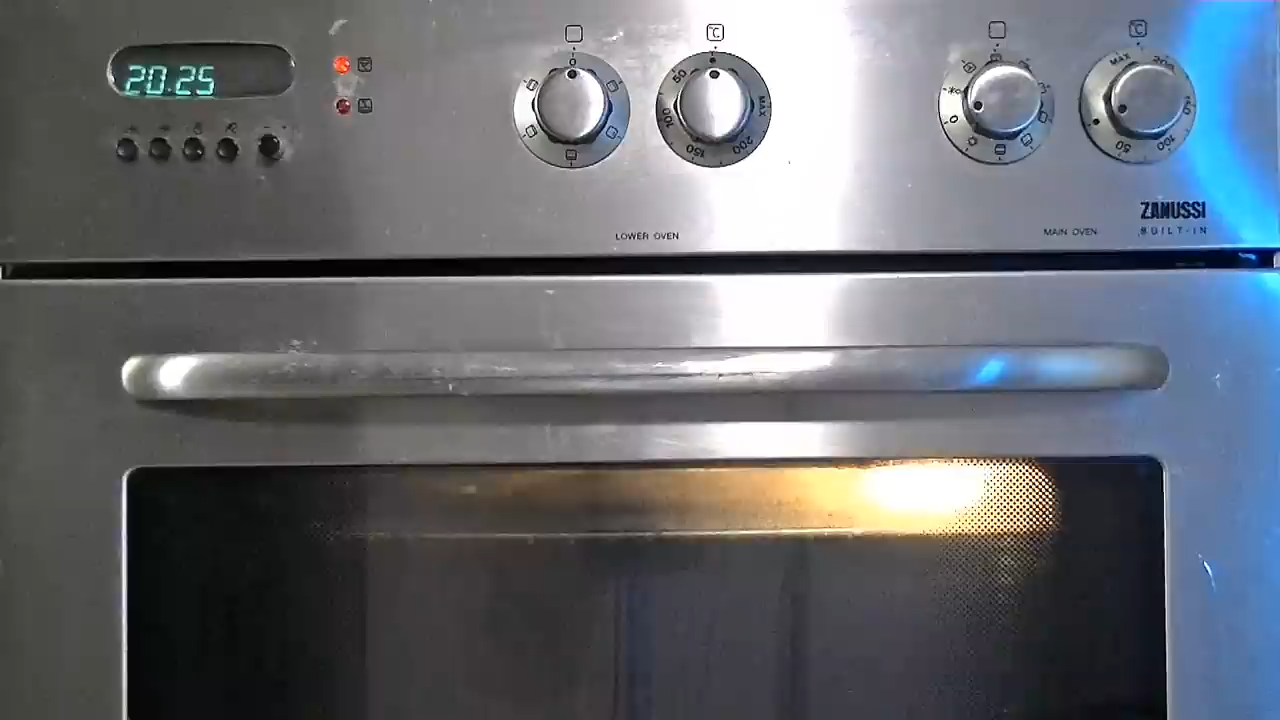 20.25
°C
°C
0
50
100
150
200
MAX
0
MAX
200
150
100
50
LOWER OVEN
MAIN OVEN
ZANUSSI
BUILT-IN